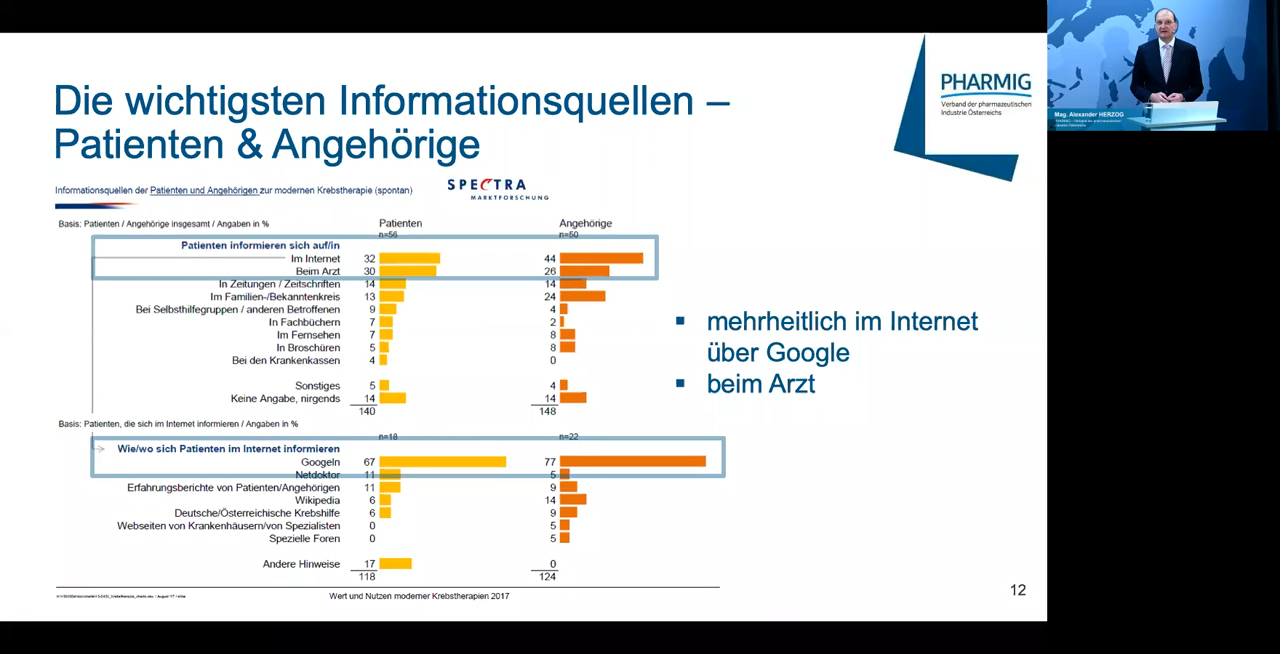 Die wichtigsten Informationsquellen –
Patienten & Angehörige
PHARMIG
Verband der pharmazeutischen
Industrie Österreichs
Mag. Alexander HERZOG
PHARMIG – Verband der pharmazeutischen
Industrie Österreichs
Informationsquellen der Patienten und Angehörigen zur modernen Krebstherapie (spontan)
SPECTRA
MARKTFORSCHUNG
Basis: Patienten / Angehörige insgesamt / Angaben in %
Patienten Angehörige
n=56 n=50
Patienten informieren sich auf/in
Im Internet 32 44
Beim Arzt 30 26
In Zeitungen / Zeitschriften 14 14
Im Familien-/Bekanntenkreis 13 24
Bei Selbsthilfegruppen / anderen Betroffenen 9 4
In Fachbüchern 7 2
Im Fernsehen 7 8
In Broschüren 5 8
Bei den Krankenkassen 4 0
Sonstiges 5 4
Keine Angabe, nirgends 14 14
140 148
Basis: Patienten, die sich im Internet informieren / Angaben in %
n=18 n=22
Wie/wo sich Patienten im Internet informieren
Googeln 67 77
Netdoktor 11 5
Erfahrungsberichte von Patienten/Angehörigen 11 9
Wikipedia 6 14
Deutsche/Österreichische Krebshilfe 6 9
Webseiten von Krankenhäusern/von Spezialisten 0 5
Spezielle Foren 0 5
Andere Hinweise 17 0
118 124
Wert und Nutzen moderner Krebstherapien 2017
▪ mehrheitlich im Internet
über Google
▪ beim Arzt
12